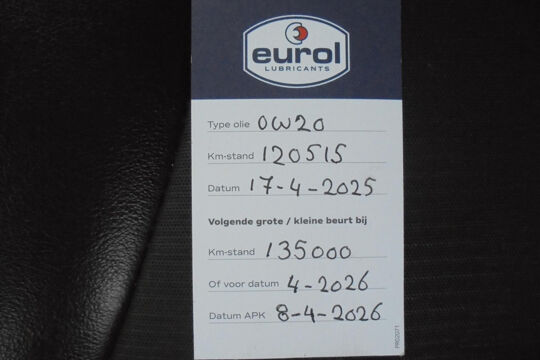 eurol
LUBRICANTS
Type olie 0W20
Km-stand 120515
Datum 17-4-2025
Volgende grote / kleine beurt bij
Km-stand 135000
Of voor datum 4-2026
Datum APK 8-4-2026